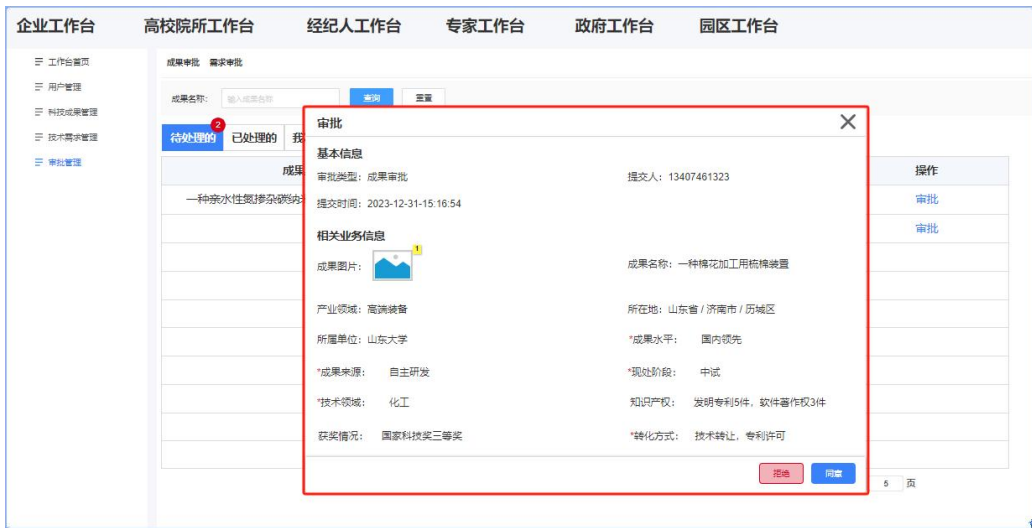 企业工作台 高校院所工作台 经纪人工作台 专家工作台 政府工作台 园区工作台
工作台首页
用户管理
科技成果管理
技术需求管理
审批管理
成果审批 需求审批
成果名称: 输入成果名称 查询 重置
待处理的 2 已处理的 我
成果 操作
一种亲水性氮掺杂碳纳 审批
审批
审批
基本信息
审批类型: 成果审批 提交人: 13407461323
提交时间: 2023-12-31-15:16:54
相关业务信息
成果图片: 1 成果名称: 一种棉花加工用梳棉装置
产业领域: 高端装备 所在地: 山东省 / 济南市 / 历城区
所属单位: 山东大学 *成果水平: 国内领先
*成果来源: 自主研发 *现处阶段: 中试
*技术领域: 化工 知识产权: 发明专利5件, 软件著作权3件
获奖情况: 国家科技奖三等奖 *转化方式: 技术转让, 专利许可
拒绝 同意
5 页